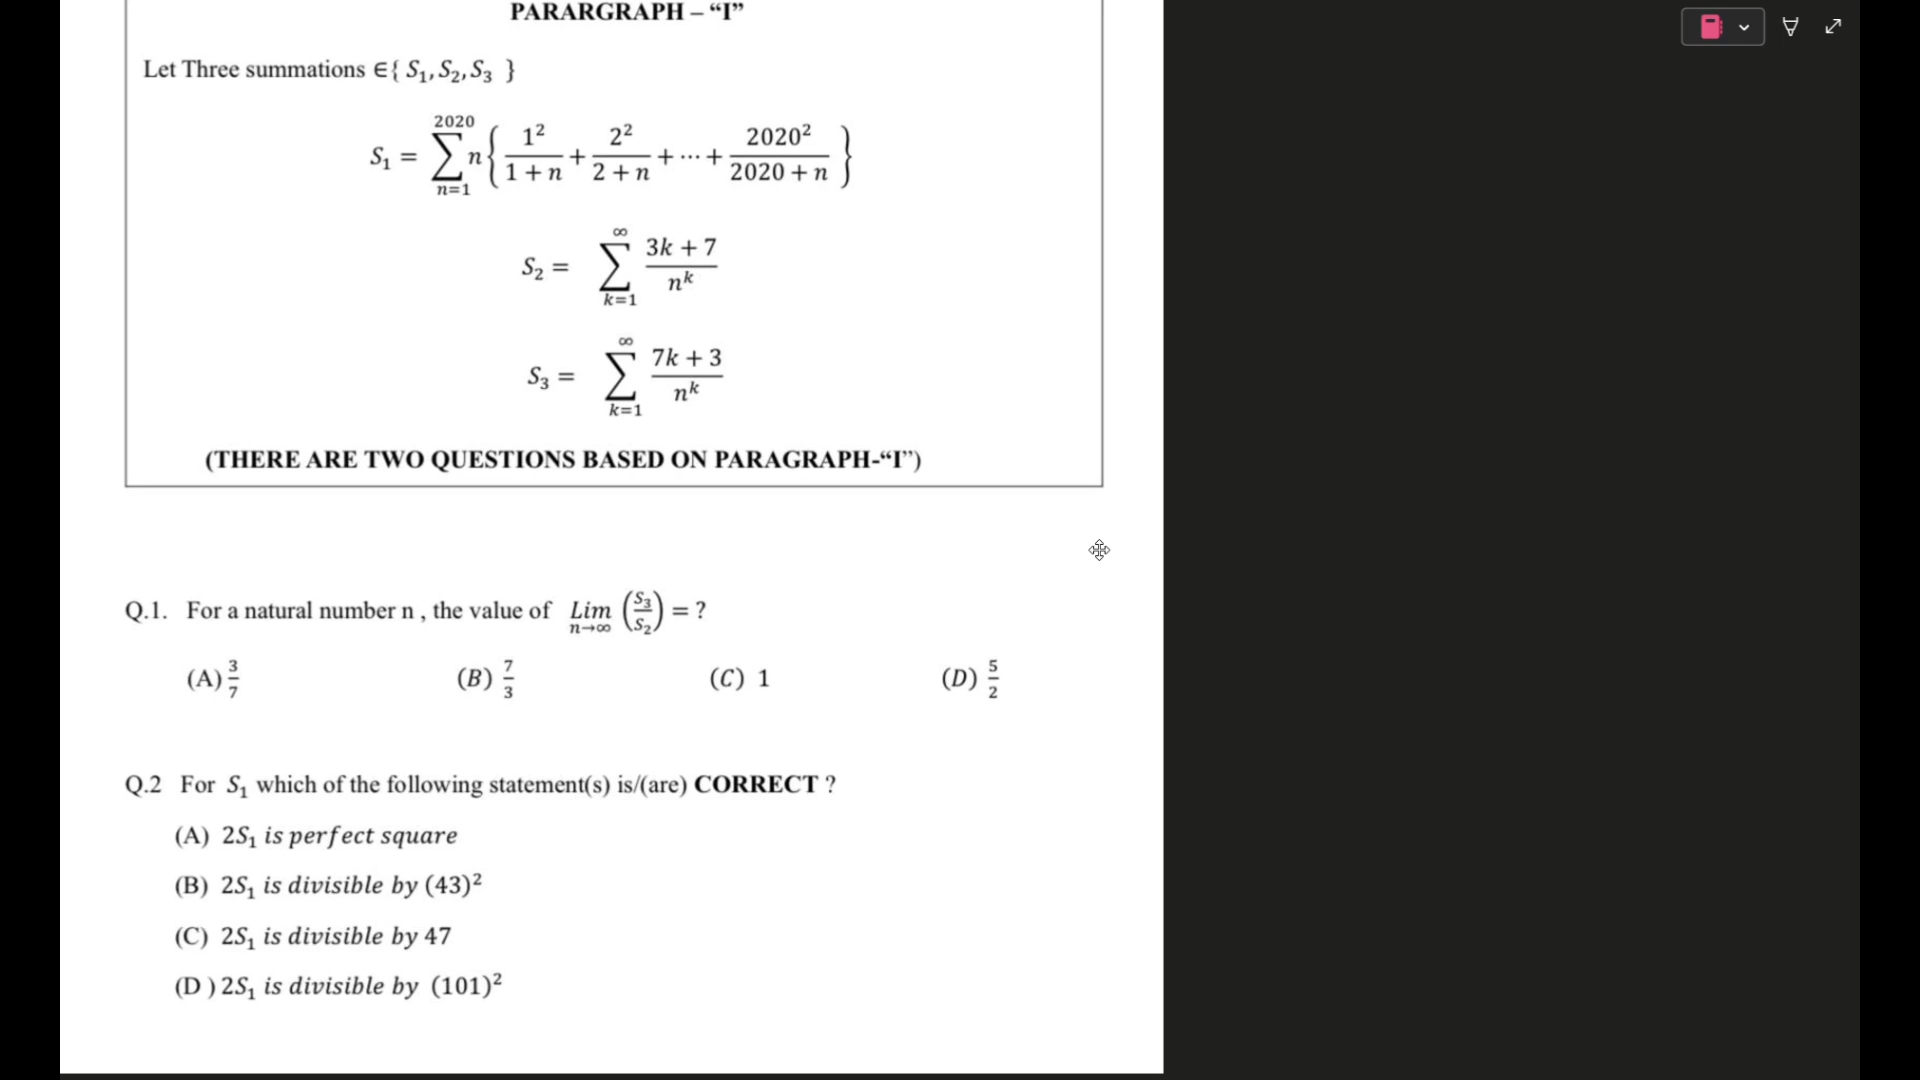 PARARGRAPH – “I”
Let Three summations ∈{ S₁, S₂, S₃ }
S₁ = ∑_{n=1}^{2020} n { 1²/(1 + n) + 2²/(2 + n) + ⋯ + 2020²/(2020 + n) }
S₂ = ∑_{k=1}^{∞} (3k + 7)/n^k
S₃ = ∑_{k=1}^{∞} (7k + 3)/n^k
(THERE ARE TWO QUESTIONS BASED ON PARAGRAPH-“I”)
Q.1. For a natural number n , the value of Lim_{n→∞} (S₃/S₂) = ?
(A) 3/7 (B) 7/3 (C) 1 (D) 5/2
Q.2 For S₁ which of the following statement(s) is/(are) CORRECT ?
(A) 2S₁ is perfect square
(B) 2S₁ is divisible by (43)²
(C) 2S₁ is divisible by 47
(D ) 2S₁ is divisible by (101)²